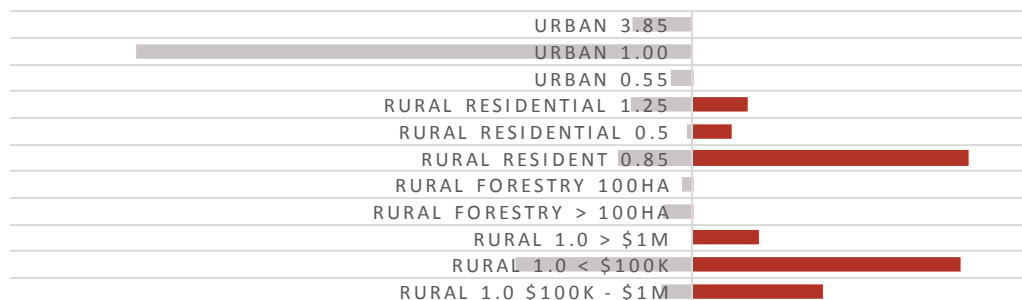 URBAN 3.85
URBAN 1.00
URBAN 0.55
RURAL RESIDENTIAL 1.25
RURAL RESIDENTIAL 0.5
RURAL RESIDENT 0.85
RURAL FORESTRY 100HA
RURAL FORESTRY > 100HA
RURAL 1.0 > $1M
RURAL 1.0 < $100K
RURAL 1.0 $100K - $1M